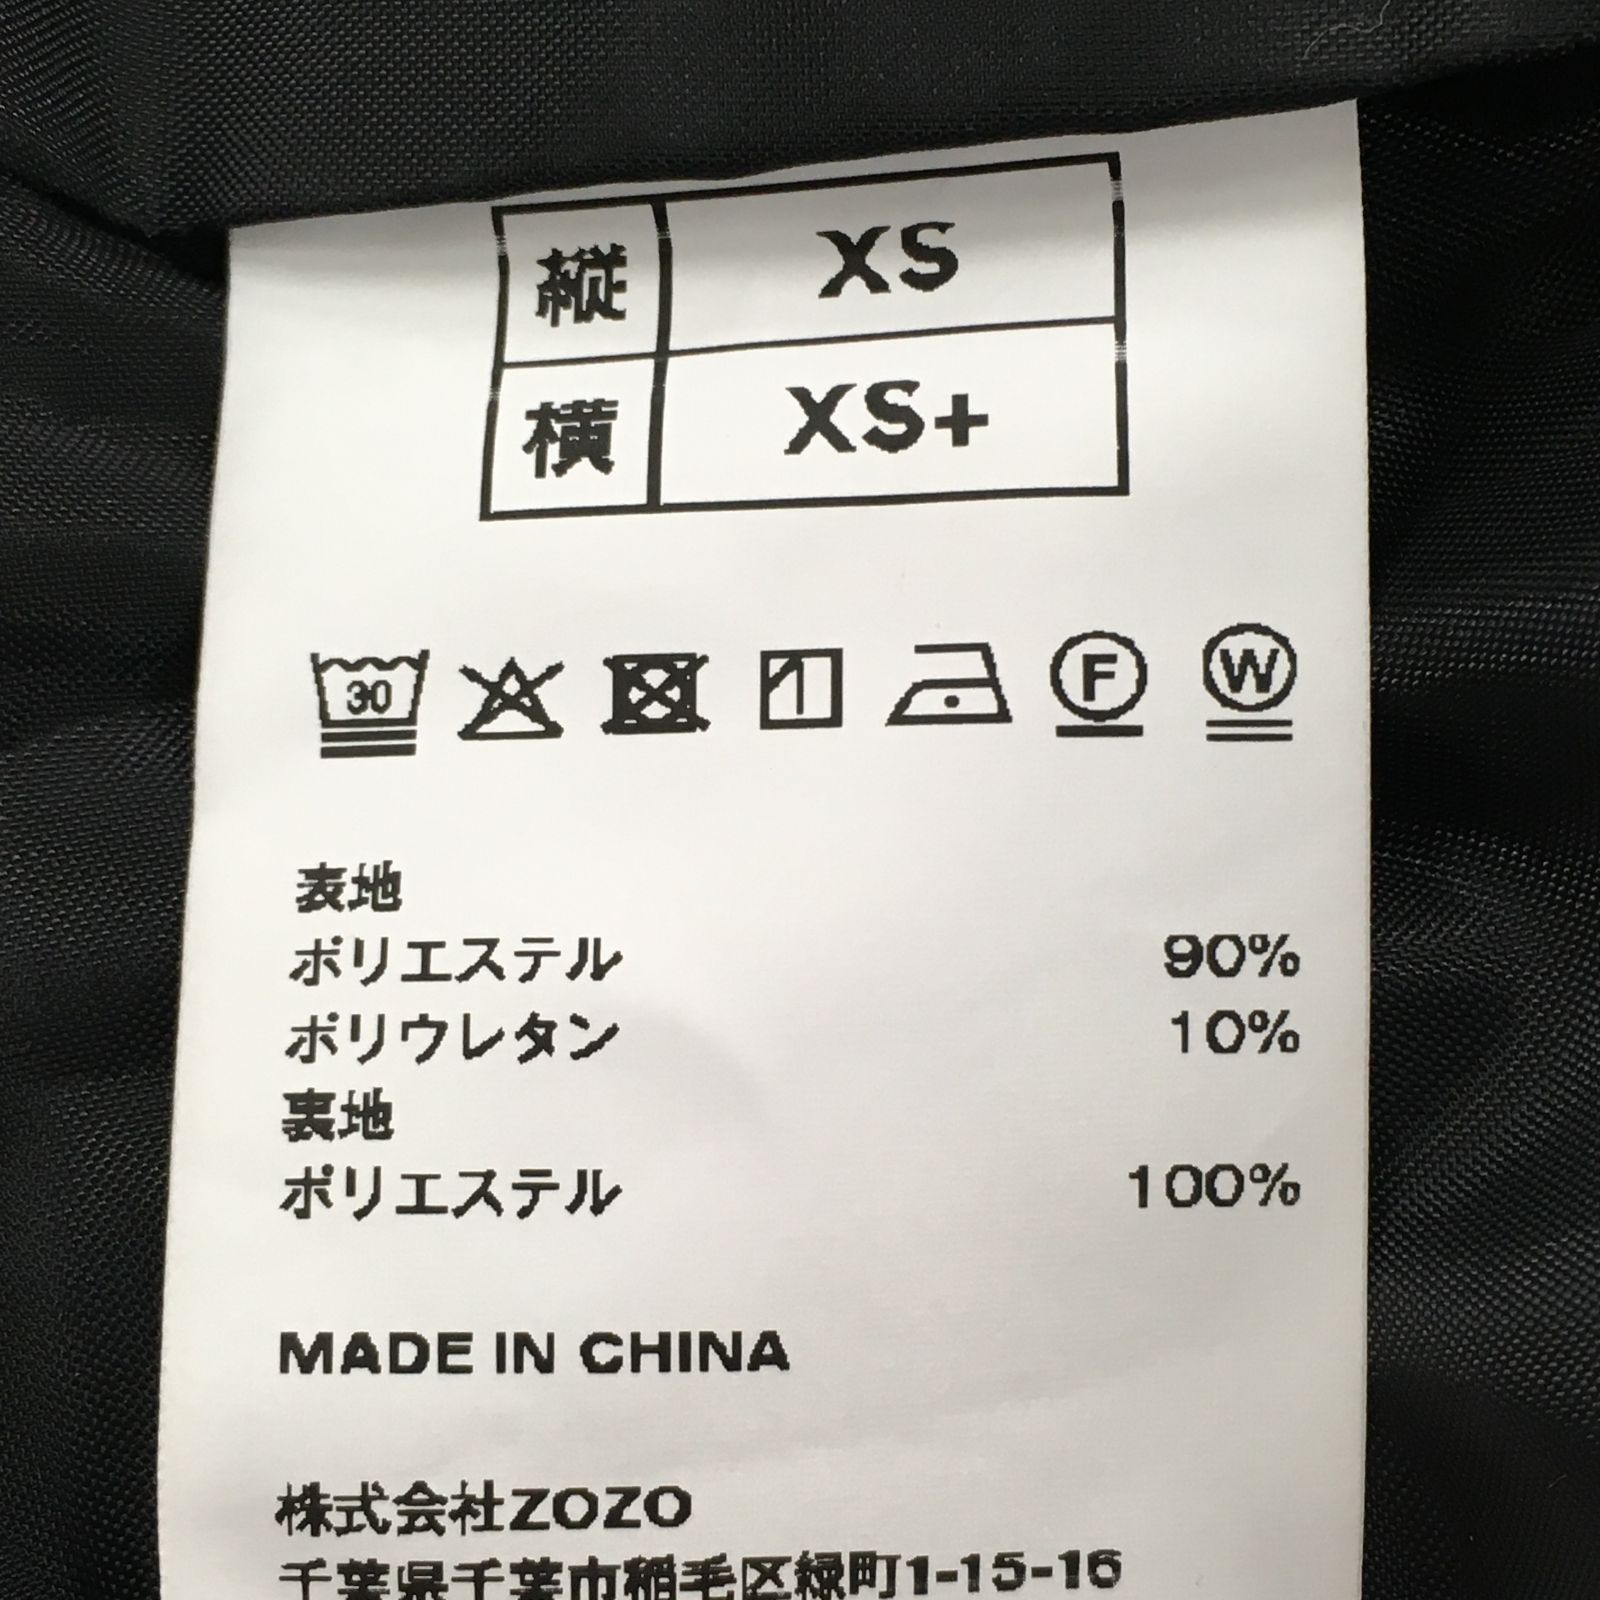 縦 XS
横 XS+
30
F W
表地
ポリエステル 90%
ポリウレタン 10%
裏地
ポリエステル 100%
MADE IN CHINA
株式会社ZOZO
千葉県千葉市稲毛区緑町1-15-16